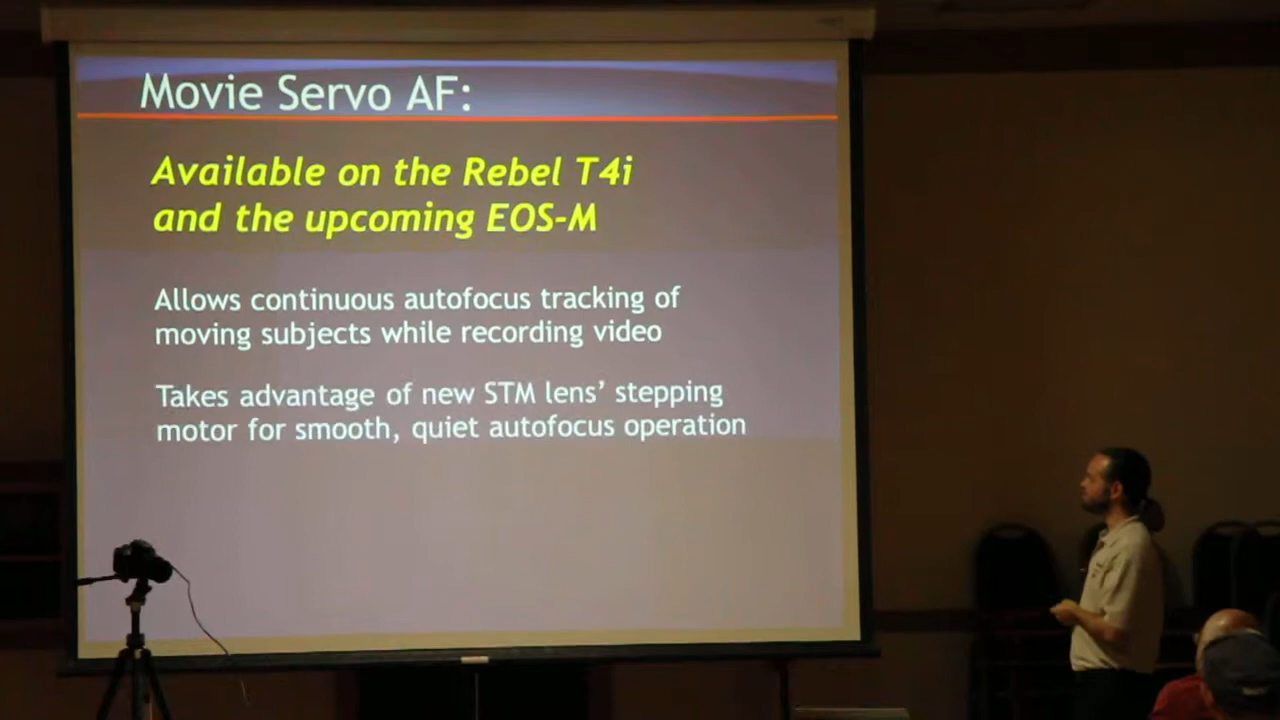 Movie Servo AF:
Available on the Rebel T4i
and the upcoming EOS-M
Allows continuous autofocus tracking of
moving subjects while recording video
Takes advantage of new STM lens’ stepping
motor for smooth, quiet autofocus operation